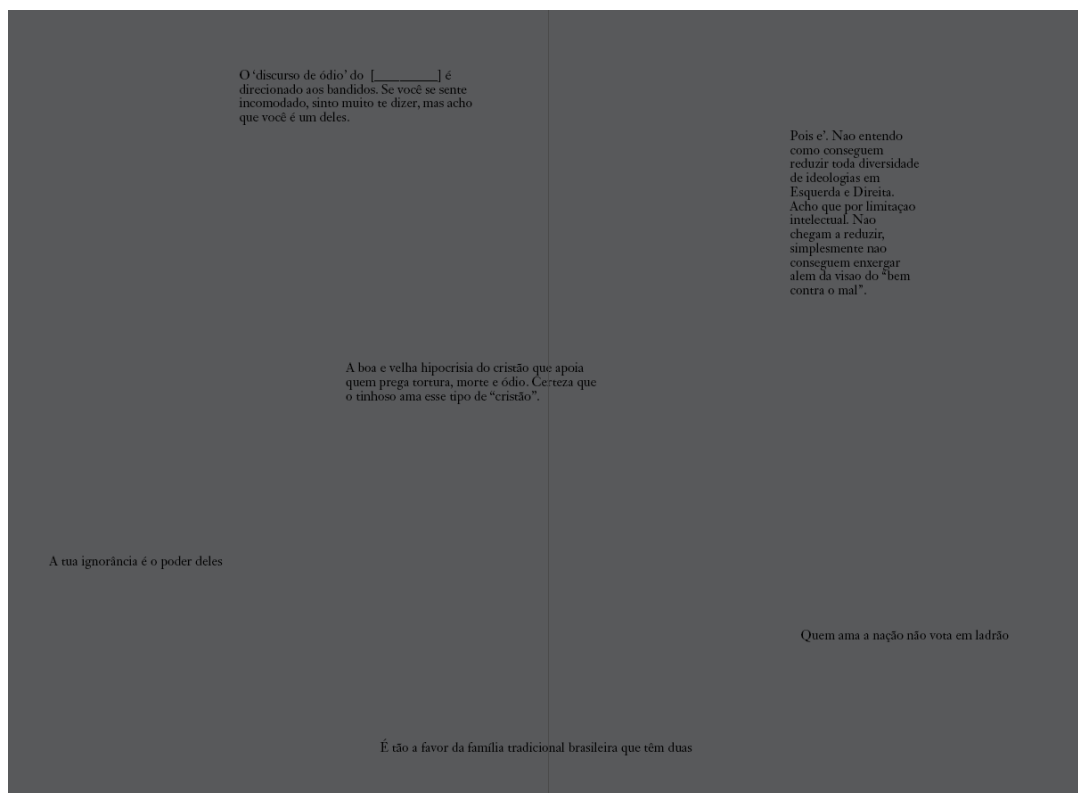 O ‘discurso de ódio’ do [_________] é
direcionado aos bandidos. Se você se sente
incomodado, sinto muito te dizer, mas acho
que você é um deles.
Pois e’. Nao entendo
como conseguem
reduzir toda diversidade
de ideologias em
Esquerda e Direita.
Acho que por limitaçao
intelectual. Nao
chegam a reduzir,
simplesmente nao
conseguem enxergar
alem da visao do “bem
contra o mal”.
A boa e velha hipocrisia do cristão que apoia
quem prega tortura, morte e ódio. Certeza que
o tinhoso ama esse tipo de “cristão”.
A tua ignorância é o poder deles
Quem ama a nação não vota em ladrão
É tão a favor da família tradicional brasileira que têm duas